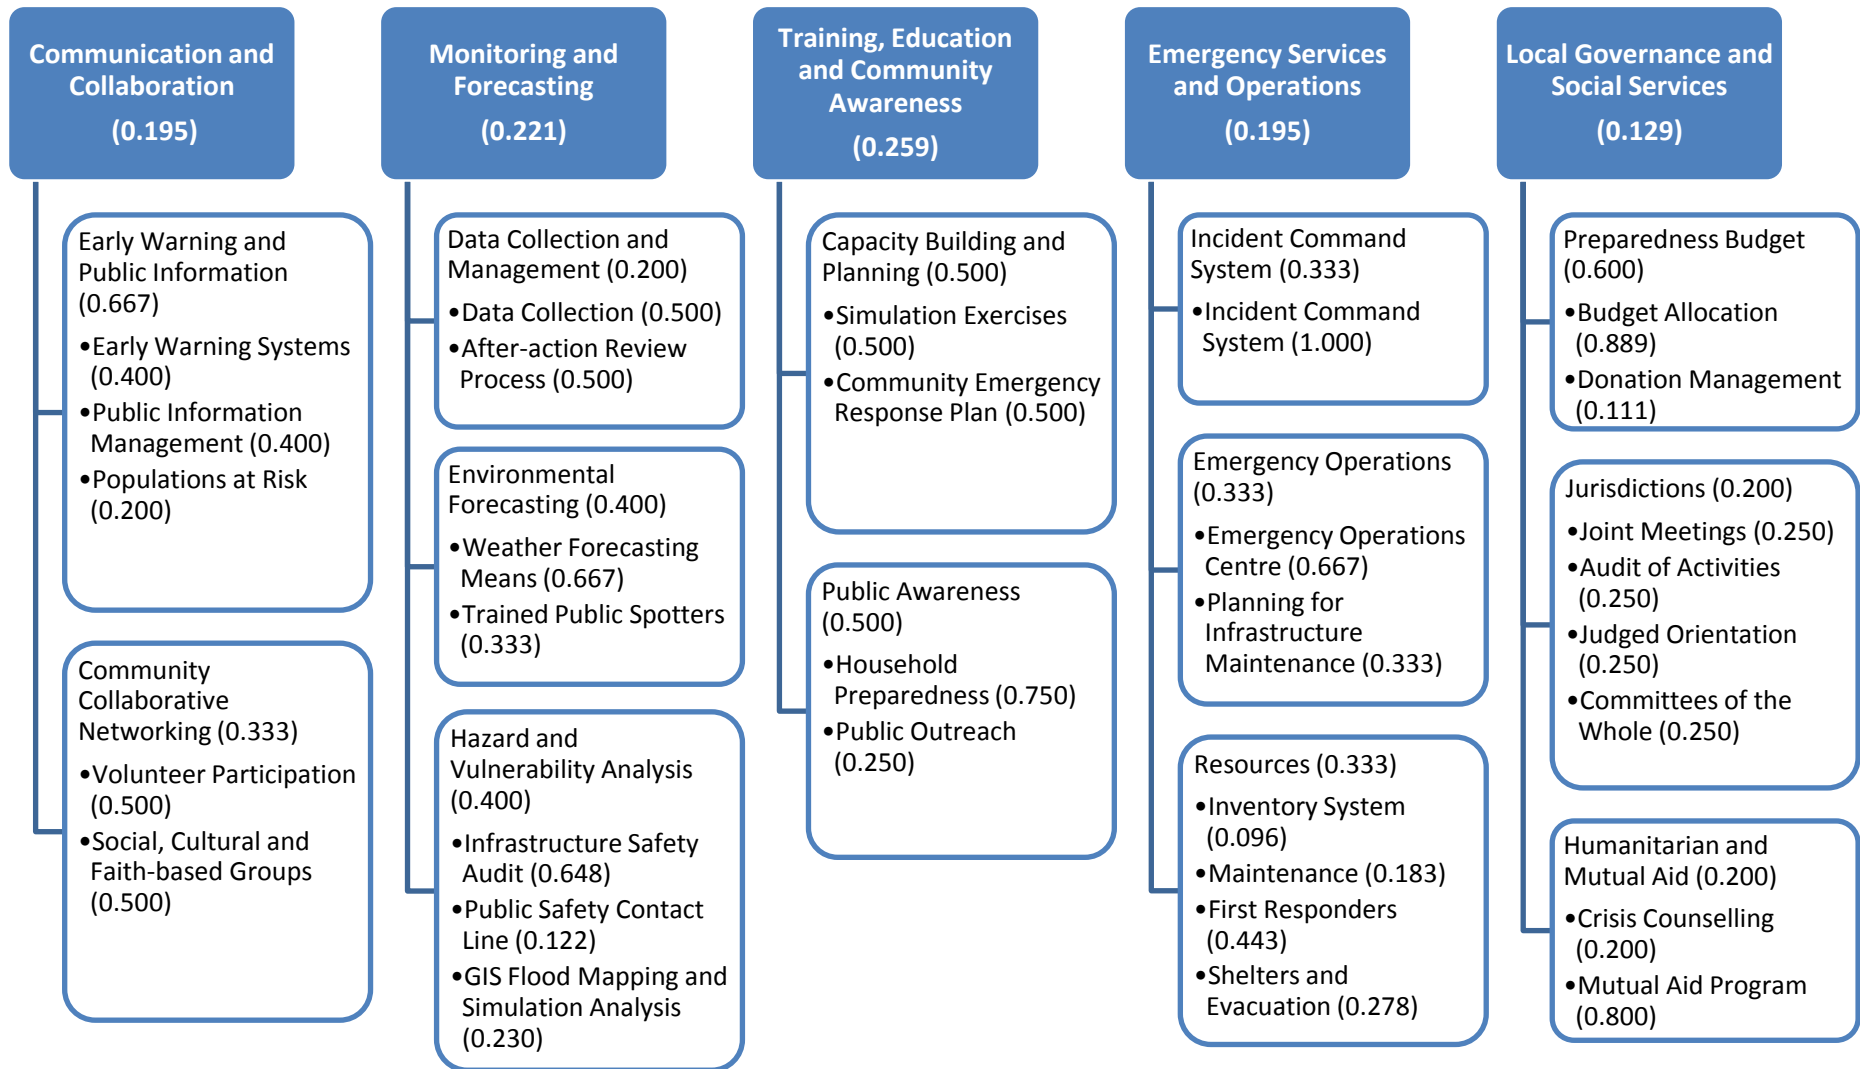 Communication and
Collaboration
(0.195)
Early Warning and
Public Information
(0.667)
•Early Warning Systems
(0.400)
•Public Information
Management (0.400)
•Populations at Risk
(0.200)
Community
Collaborative
Networking (0.333)
•Volunteer Participation
(0.500)
•Social, Cultural and
Faith-based Groups
(0.500)
Monitoring and
Forecasting
(0.221)
Data Collection and
Management (0.200)
•Data Collection (0.500)
•After-action Review
Process (0.500)
Environmental
Forecasting (0.400)
•Weather Forecasting
Means (0.667)
•Trained Public Spotters
(0.333)
Hazard and
Vulnerability Analysis
(0.400)
•Infrastructure Safety
Audit (0.648)
•Public Safety Contact
Line (0.122)
•GIS Flood Mapping and
Simulation Analysis
(0.230)
Training, Education
and Community
Awareness
(0.259)
Capacity Building and
Planning (0.500)
•Simulation Exercises
(0.500)
•Community Emergency
Response Plan (0.500)
Public Awareness
(0.500)
•Household
Preparedness (0.750)
•Public Outreach
(0.250)
Emergency Services
and Operations
(0.195)
Incident Command
System (0.333)
•Incident Command
System (1.000)
Emergency Operations
(0.333)
•Emergency Operations
Centre (0.667)
•Planning for
Infrastructure
Maintenance (0.333)
Resources (0.333)
•Inventory System
(0.096)
•Maintenance (0.183)
•First Responders
(0.443)
•Shelters and
Evacuation (0.278)
Local Governance and
Social Services
(0.129)
Preparedness Budget
(0.600)
•Budget Allocation
(0.889)
•Donation Management
(0.111)
Jurisdictions (0.200)
•Joint Meetings (0.250)
•Audit of Activities
(0.250)
•Judged Orientation
(0.250)
•Committees of the
Whole (0.250)
Humanitarian and
Mutual Aid (0.200)
•Crisis Counselling
(0.200)
•Mutual Aid Program
(0.800)